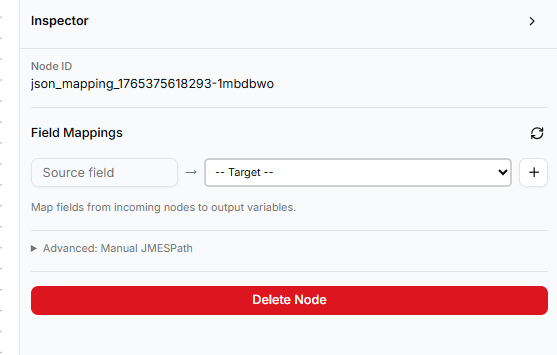 Inspector
Node ID
json_mapping_1765375618293-1mbdbwo
Field Mappings
Source field → -- Target -- +
Map fields from incoming nodes to output variables.
Advanced: Manual JMESPath
Delete Node